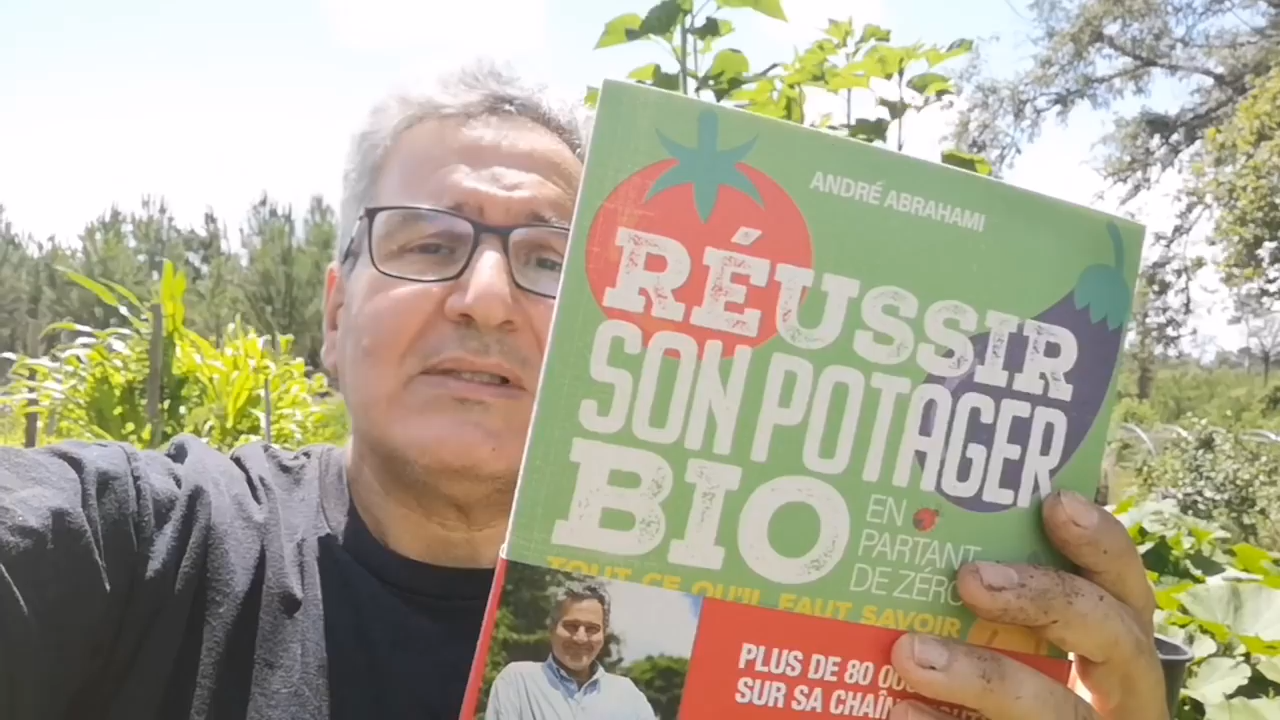 ANDRÉ ABRAHAMI
RÉUSSIR
SON POTAGER
BIO
EN
PARTANT
DE ZÉRO
TOUT CE QU'IL FAUT SAVOIR
PLUS DE 80
SUR SA